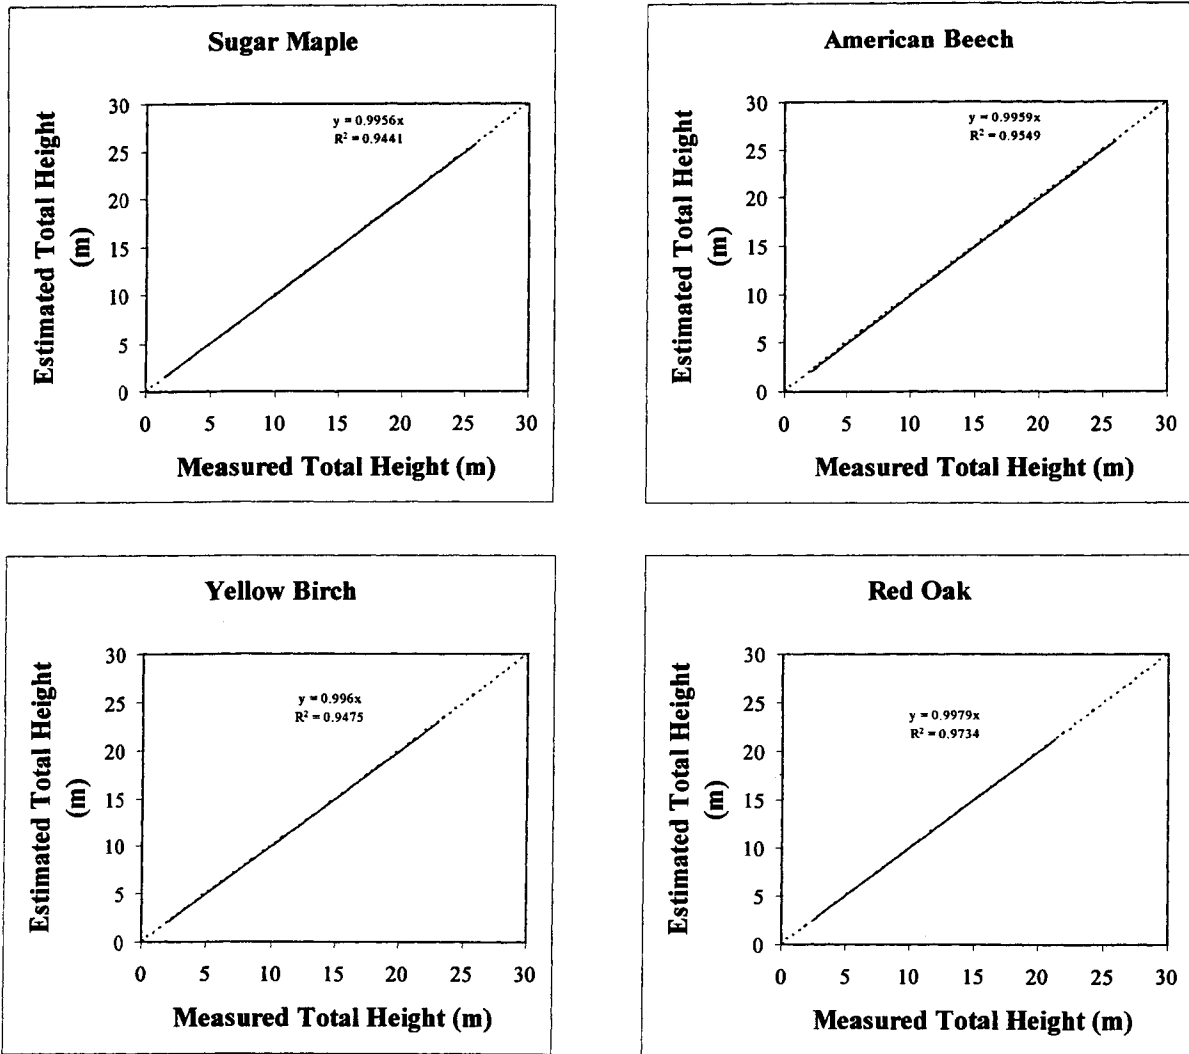 Sugar Maple
Estimated Total Height
(m)
30
25
20
15
10
5
0
y = 0.9956x
R² = 0.9441
0 5 10 15 20 25 30
Measured Total Height (m)
American Beech
Estimated Total Height
(m)
30
25
20
15
10
5
0
y = 0.9959x
R² = 0.9549
0 5 10 15 20 25 30
Measured Total Height (m)
Yellow Birch
Estimated Total Height
(m)
30
25
20
15
10
5
0
y = 0.996x
R² = 0.9475
0 5 10 15 20 25 30
Measured Total Height (m)
Red Oak
Estimated Total Height
(m)
30
25
20
15
10
5
0
y = 0.9979x
R² = 0.9734
0 5 10 15 20 25 30
Measured Total Height (m)